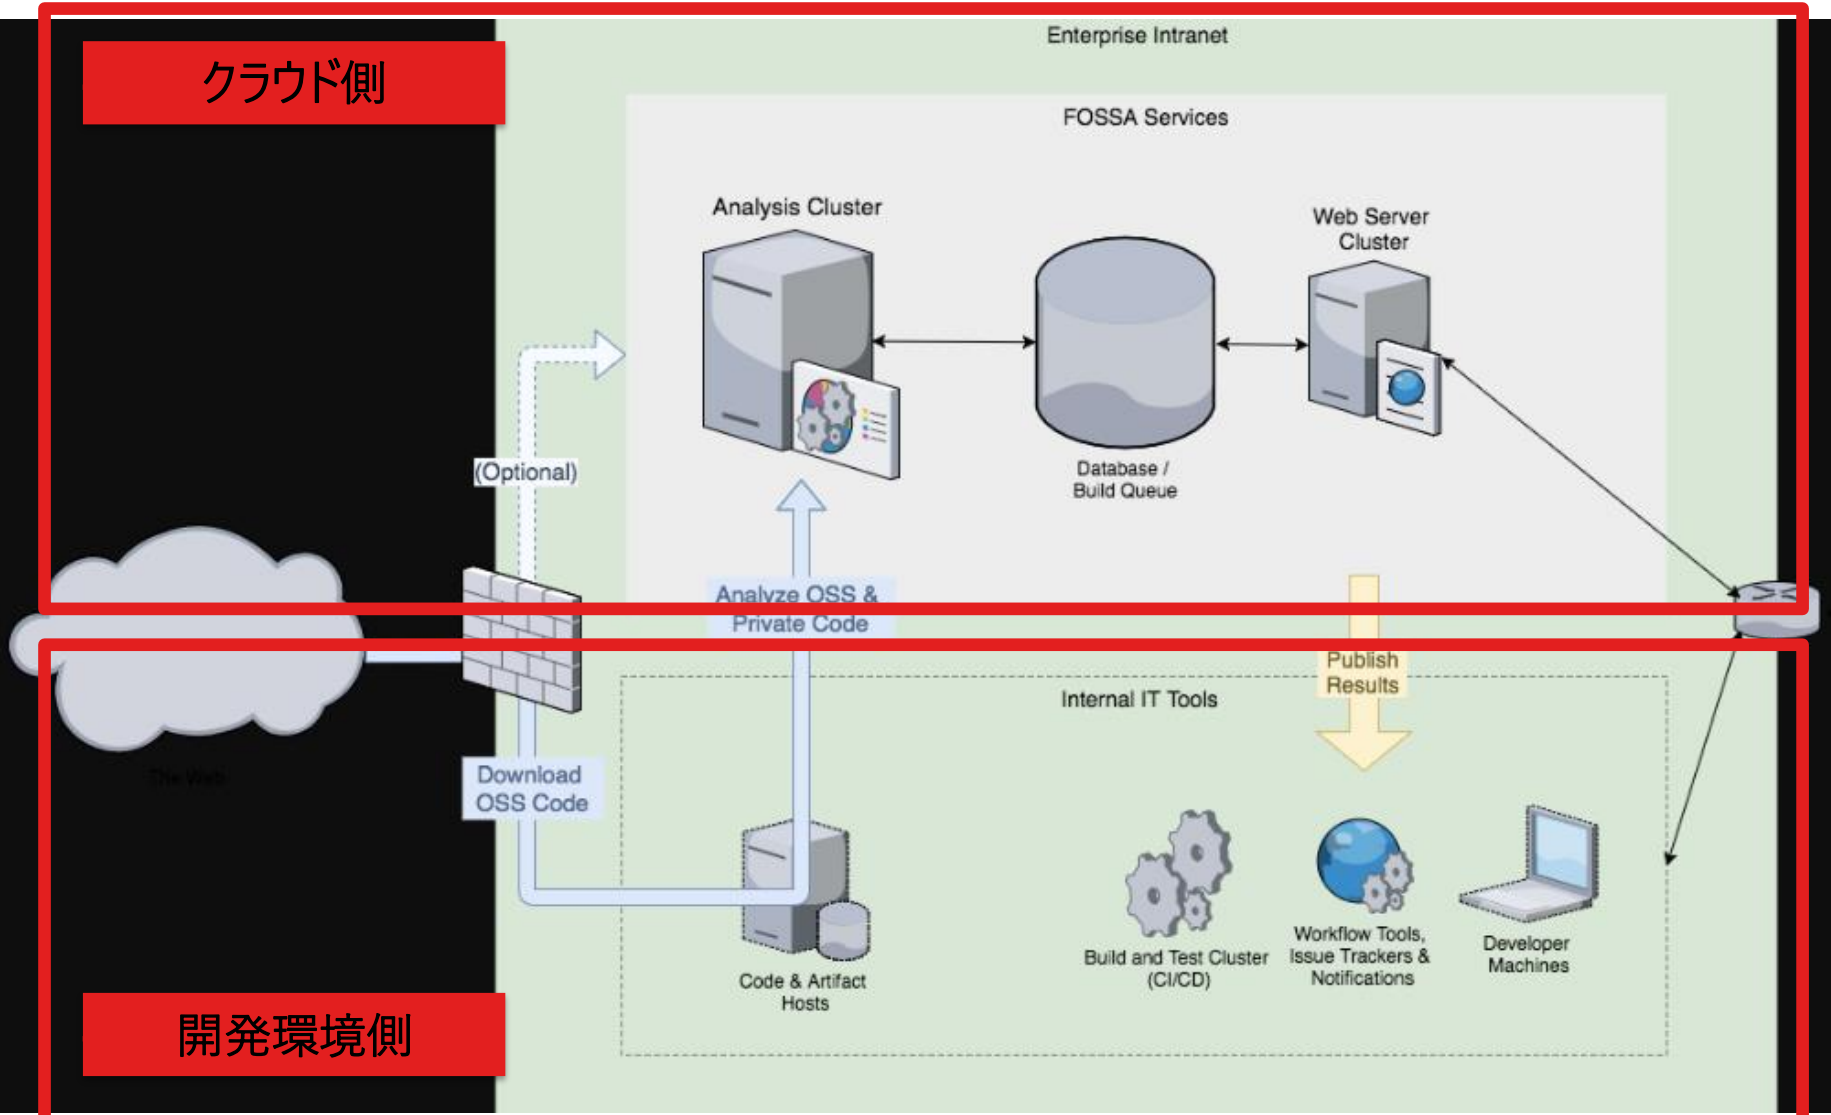 Enterprise Intranet
クラウド側
FOSSA Services
Analysis Cluster
Web Server
Cluster
(Optional)
Database /
Build Queue
Analyze OSS &
Private Code
Publish
Results
Internal IT Tools
The Web
Download
OSS Code
Code & Artifact
Hosts
Build and Test Cluster
(CI/CD)
Workflow Tools,
Issue Trackers &
Notifications
Developer
Machines
開発環境側